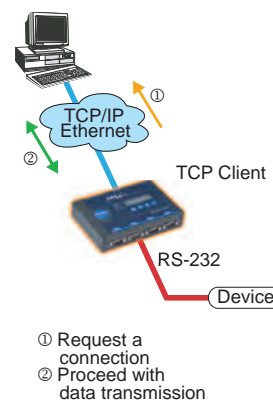 ①
TCP/IP
Ethernet
②
TCP Client
RS-232
Device
① Request a
connection
② Proceed with
data transmission